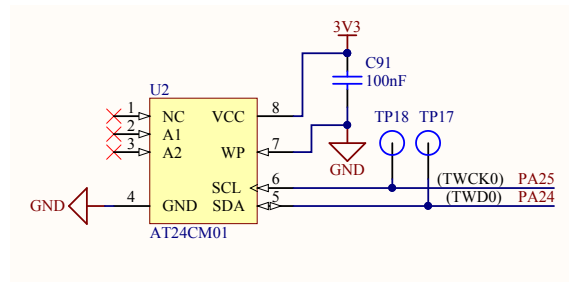 3V3
U2
C91
100nF
1 NC VCC 8
TP18 TP17
2 A1
3 A2 WP 7
GND
SCL 6 (TWCK0) PA25
GND 4 GND SDA 5 (TWD0) PA24
AT24CM01